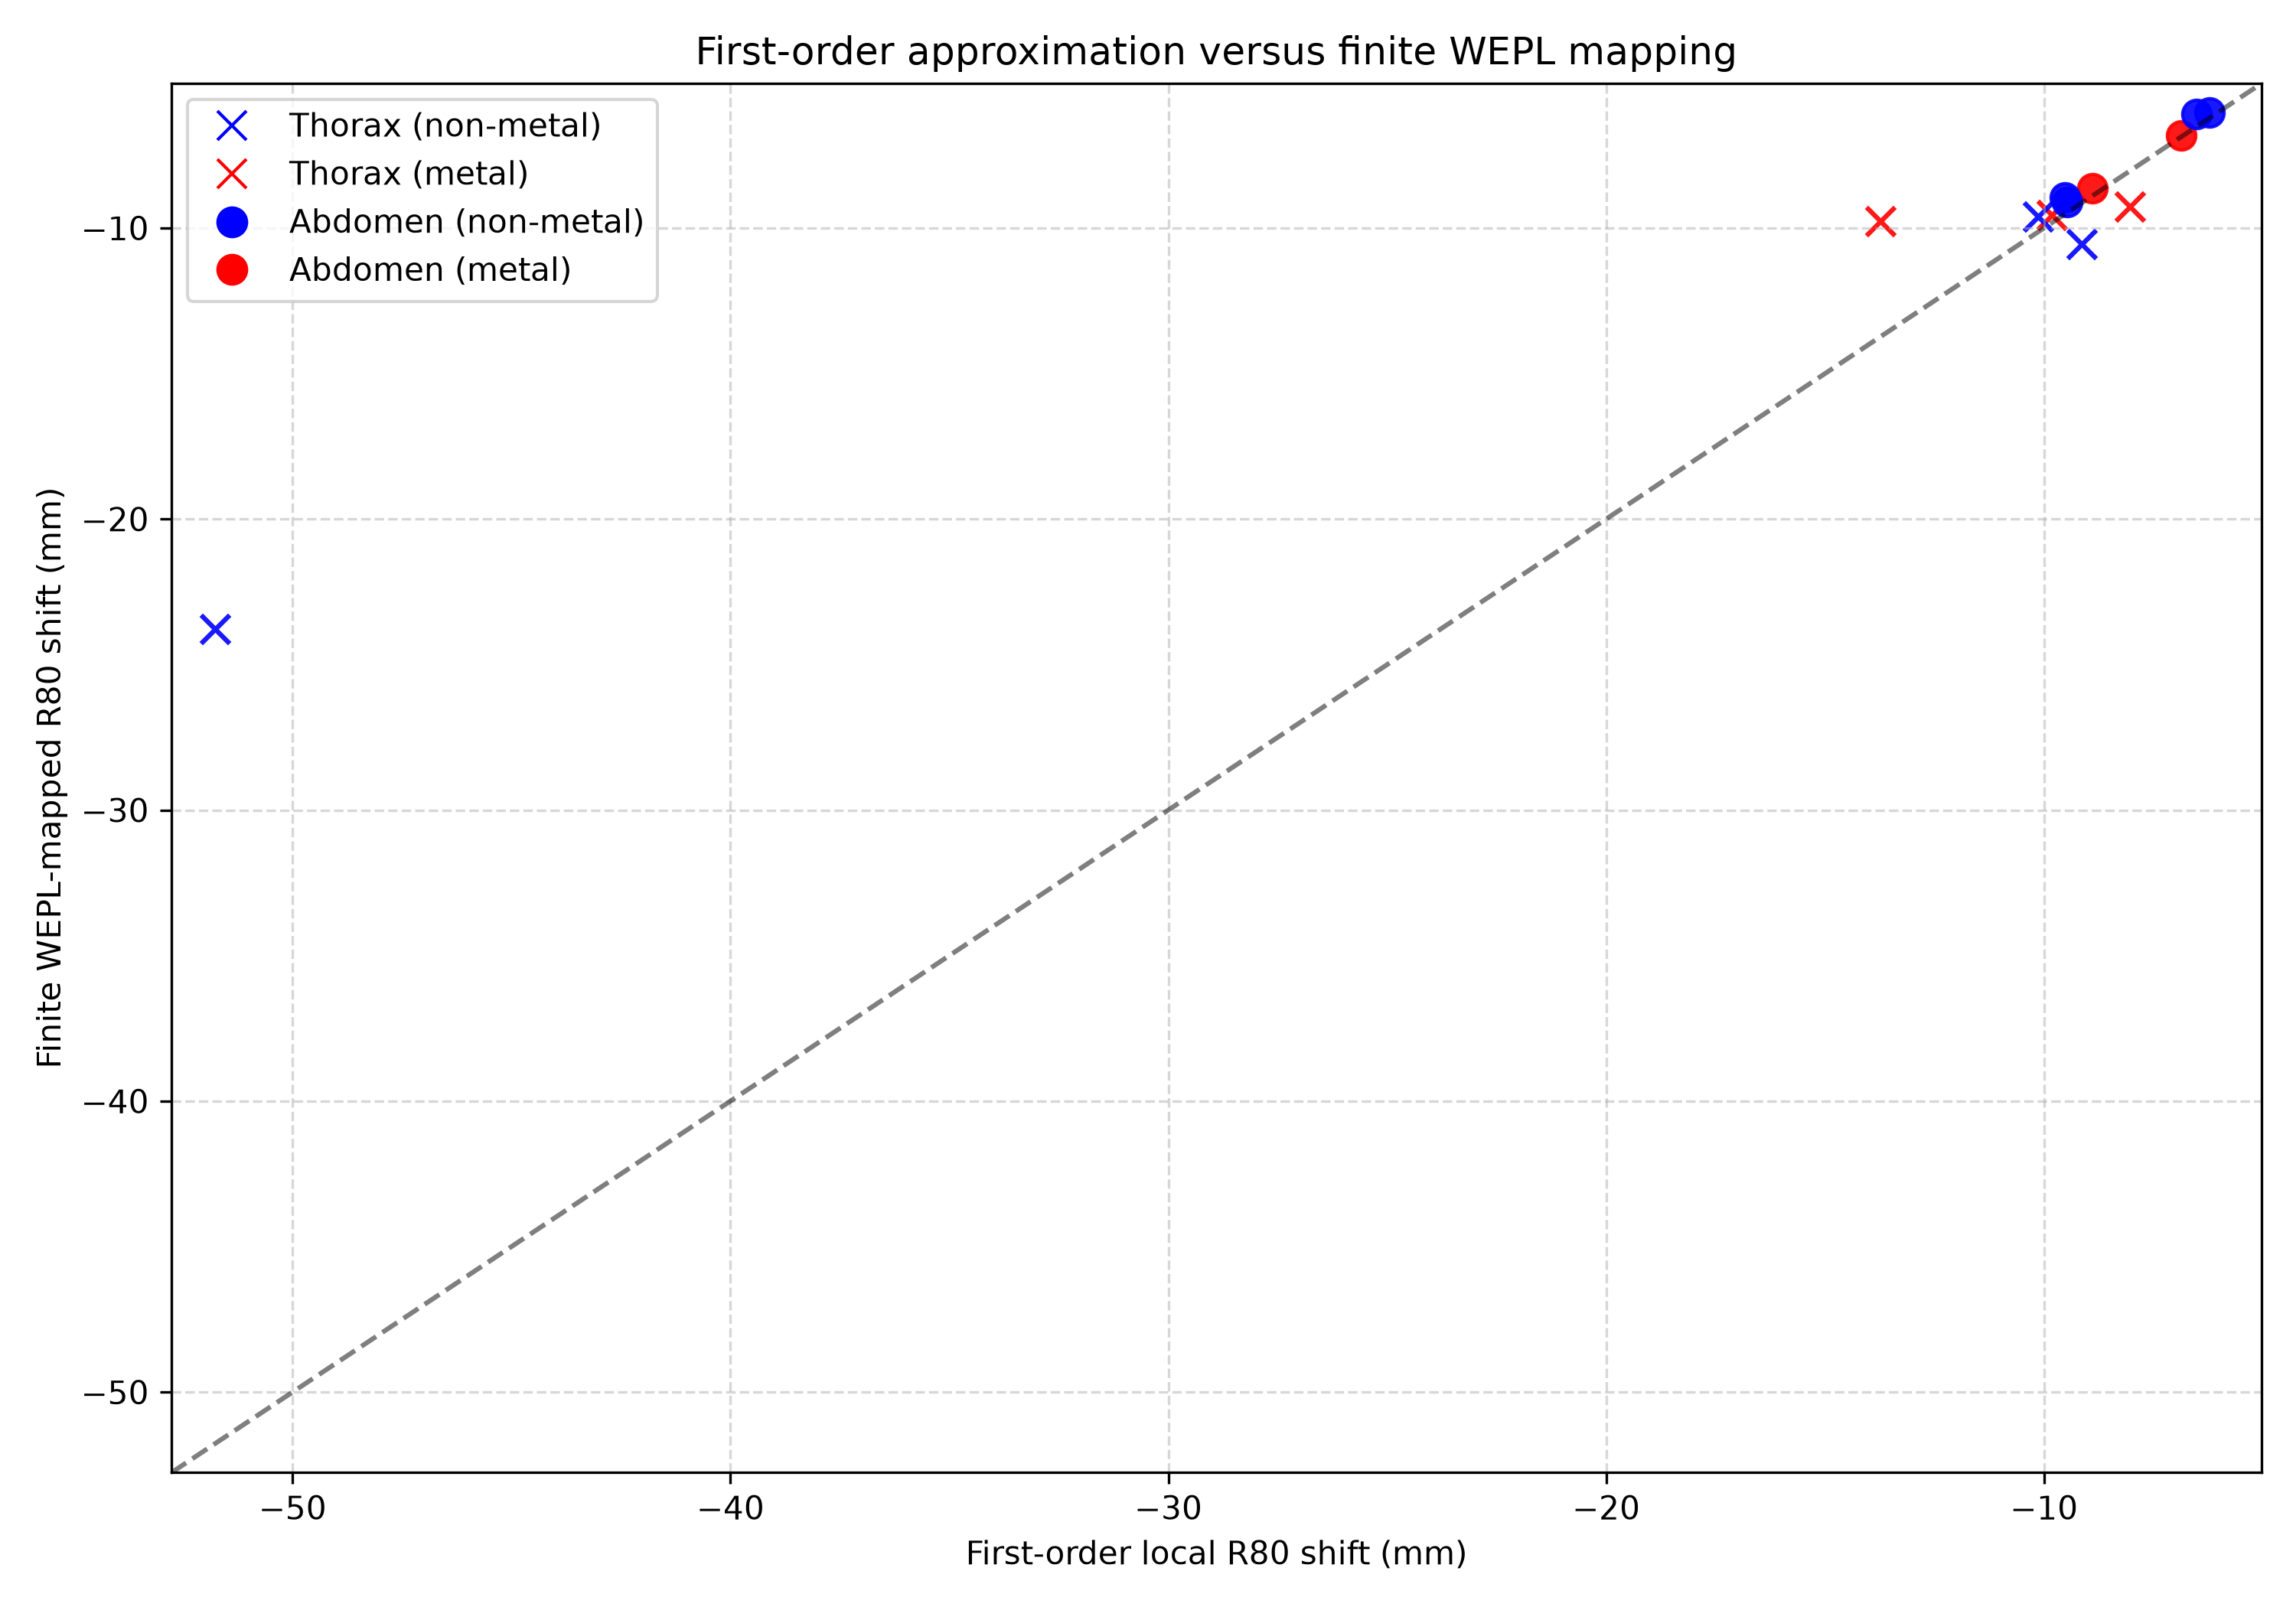 First-order approximation versus finite WEPL mapping
Thorax (non-metal)
Thorax (metal)
Abdomen (non-metal)
Abdomen (metal)
−10
−20
−30
−40
−50
Finite WEPL-mapped R80 shift (mm)
−50
−40
−30
−20
−10
First-order local R80 shift (mm)